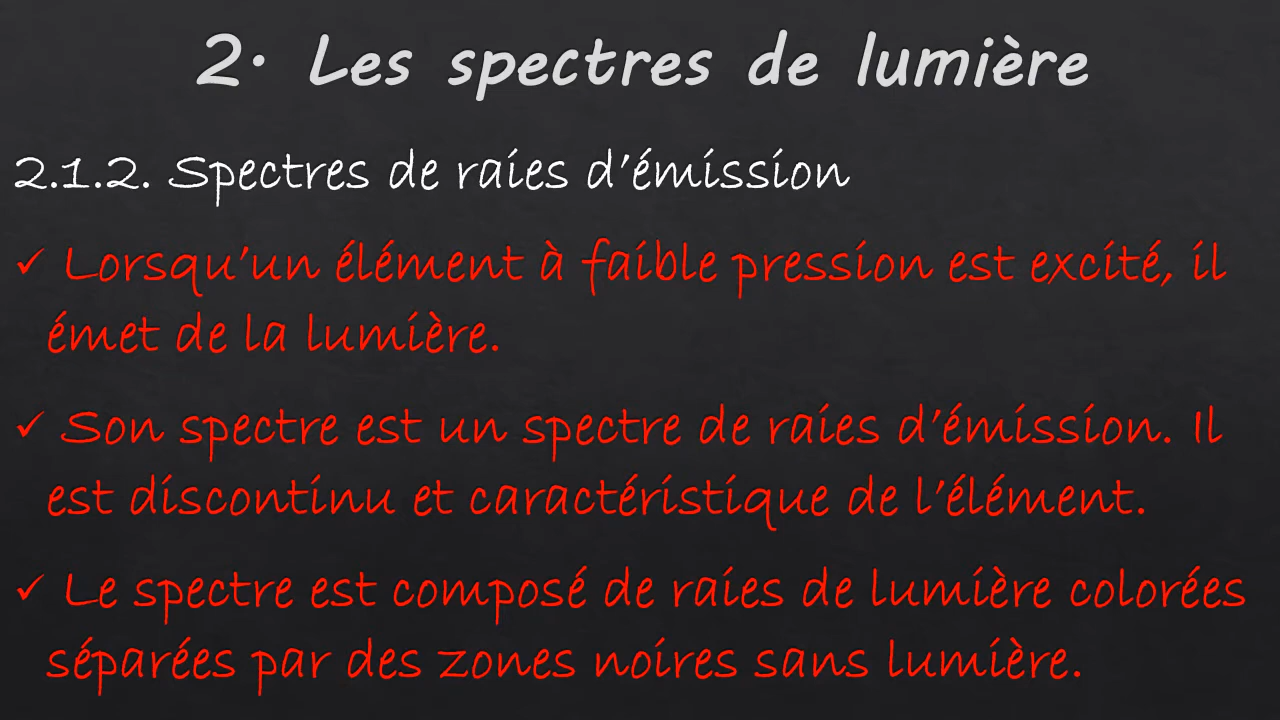 2. Les spectres de lumière
2.1.2. Spectres de raies d’émission
✓ Lorsqu’un élément à faible pression est excité, il
émet de la lumière.
✓ Son spectre est un spectre de raies d’émission. Il
est discontinu et caractéristique de l’élément.
✓ Le spectre est composé de raies de lumière colorées
séparées par des zones noires sans lumière.